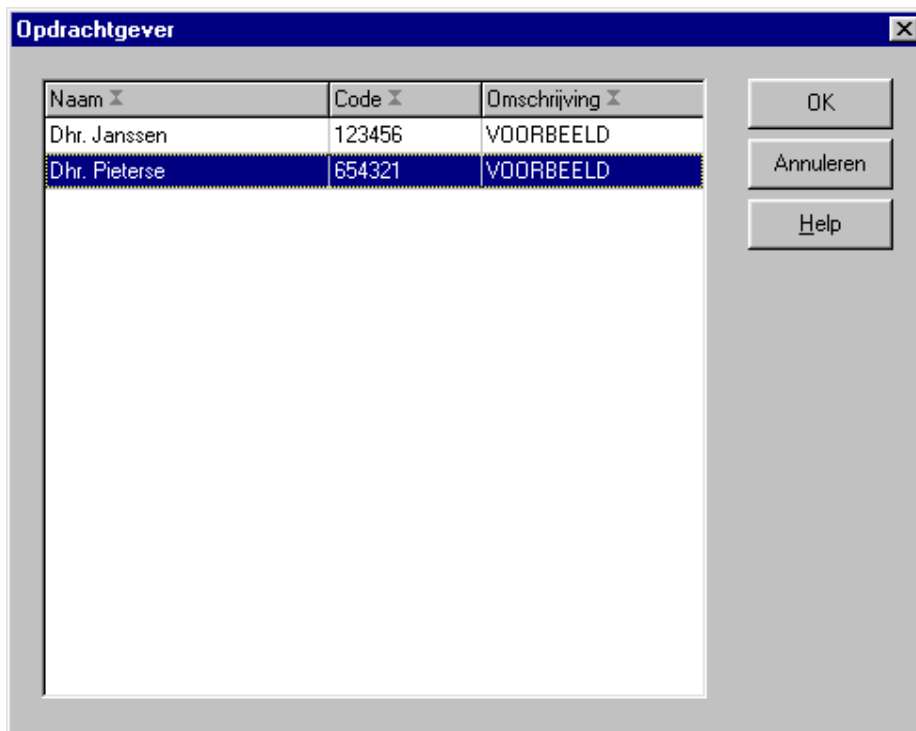 Opdrachtgever
Naam Code Omschrijving
Dhr. Janssen 123456 VOORBEELD
Dhr. Pieterse 654321 VOORBEELD
OK
Annuleren
Help